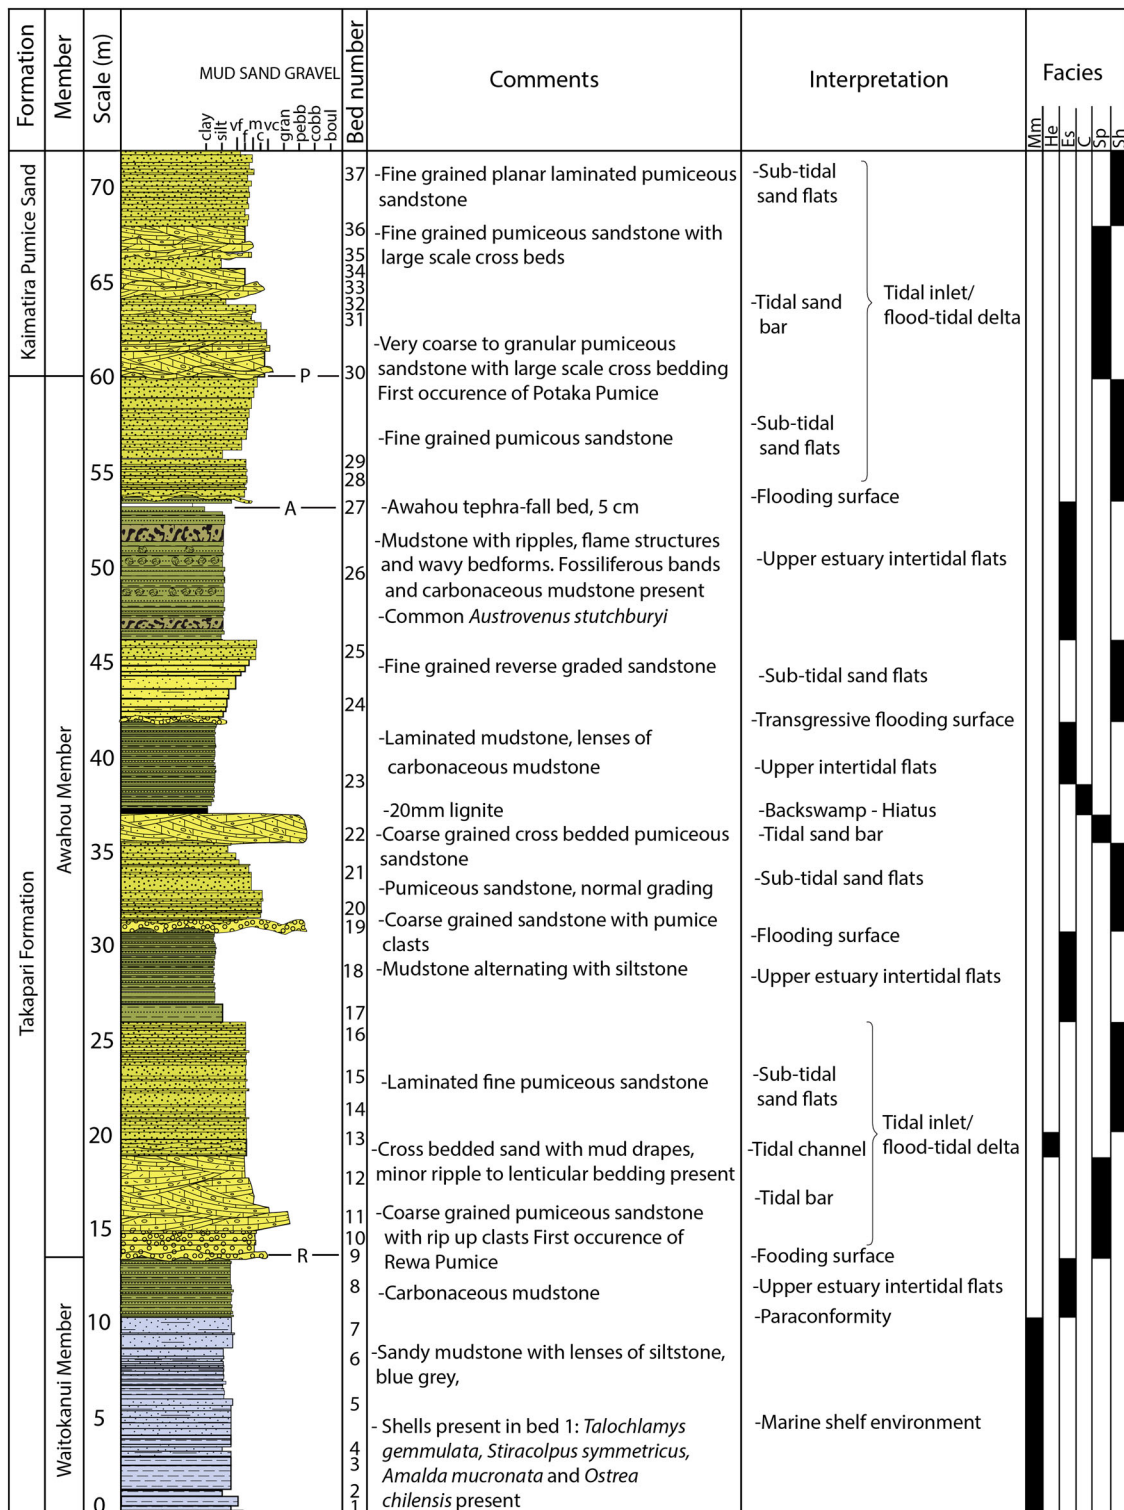 Formation
Member
Scale (m)
MUD SAND GRAVEL
clay
silt
vf
f
m
c
vc
gran
pebb
cobb
boul
Bed number
Comments
Interpretation
Facies
Mm
He
Es
C
Sp
Sh
Kaimatira Pumice Sand
Takapari Formation
Awahou Member
Waitokanui Member
70
65
60
55
50
45
40
35
30
25
20
15
10
5
0
P
A
R
37
36
35
34
33
32
31
30
29
28
27
26
25
24
23
22
21
20
19
18
17
16
15
14
13
12
11
10
9
8
7
6
5
4
3
2
1
-Fine grained planar laminated pumiceous
sandstone
-Fine grained pumiceous sandstone with
large scale cross beds
-Very coarse to granular pumiceous
sandstone with large scale cross bedding
First occurence of Potaka Pumice
-Fine grained pumicous sandstone
-Awahou tephra-fall bed, 5 cm
-Mudstone with ripples, flame structures
and wavy bedforms. Fossiliferous bands
and carbonaceous mudstone present
-Common Austrovenus stutchburyi
-Fine grained reverse graded sandstone
-Laminated mudstone, lenses of
carbonaceous mudstone
-20mm lignite
-Coarse grained cross bedded pumiceous
sandstone
-Pumiceous sandstone, normal grading
-Coarse grained sandstone with pumice
clasts
-Mudstone alternating with siltstone
-Laminated fine pumiceous sandstone
-Cross bedded sand with mud drapes,
minor ripple to lenticular bedding present
-Coarse grained pumiceous sandstone
with rip up clasts First occurence of
Rewa Pumice
-Carbonaceous mudstone
-Sandy mudstone with lenses of siltstone,
blue grey,
- Shells present in bed 1: Talochlamys
gemmulata, Stiracolpus symmetricus,
Amalda mucronata and Ostrea
chilensis present
-Sub-tidal
sand flats
-Tidal sand
bar
Tidal inlet/
flood-tidal delta
-Sub-tidal
sand flats
-Flooding surface
-Upper estuary intertidal flats
-Sub-tidal sand flats
-Transgressive flooding surface
-Upper intertidal flats
-Backswamp - Hiatus
-Tidal sand bar
-Sub-tidal sand flats
-Flooding surface
-Upper estuary intertidal flats
-Sub-tidal
sand flats
Tidal inlet/
flood-tidal delta
-Tidal channel
-Tidal bar
-Fooding surface
-Upper estuary intertidal flats
-Paraconformity
-Marine shelf environment